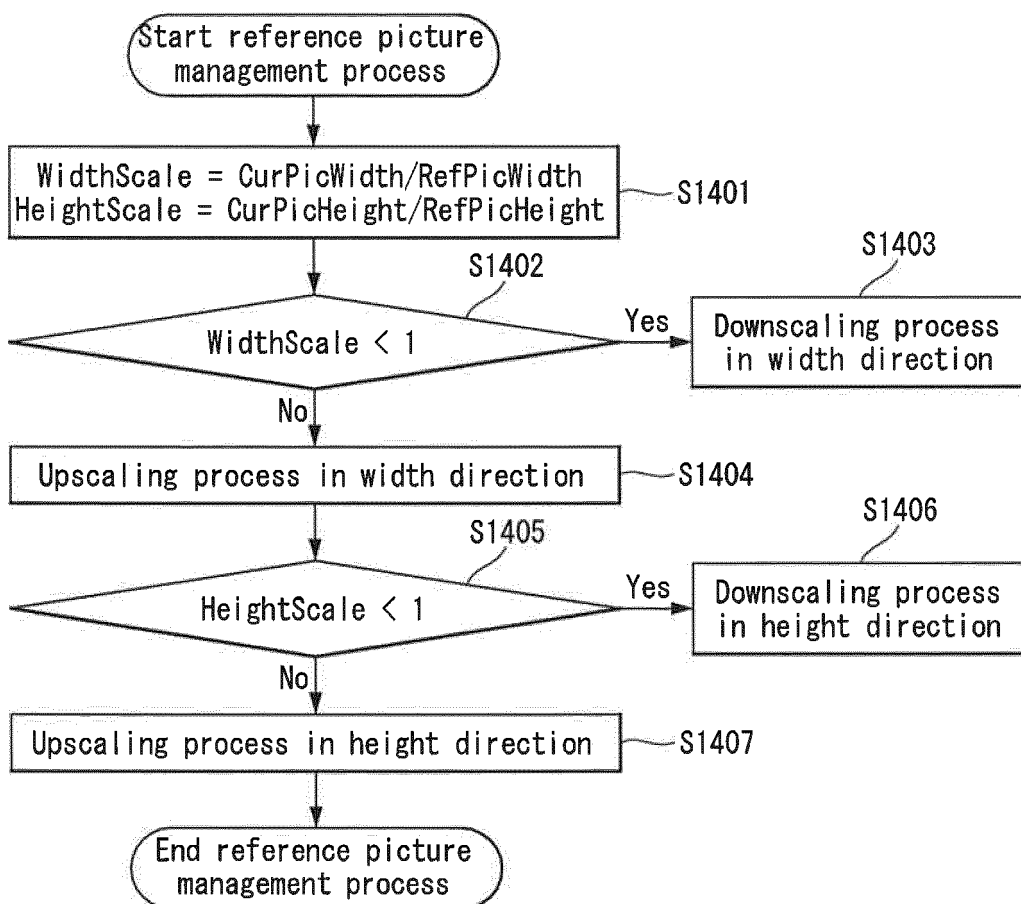 Start reference picture
management process
WidthScale = CurPicWidth/RefPicWidth
HeightScale = CurPicHeight/RefPicHeight
S1401
S1402
WidthScale < 1
Yes
S1403
Downscaling process
in width direction
No
Upscaling process in width direction
S1404
S1405
HeightScale < 1
Yes
S1406
Downscaling process
in height direction
No
Upscaling process in height direction
S1407
End reference picture
management process